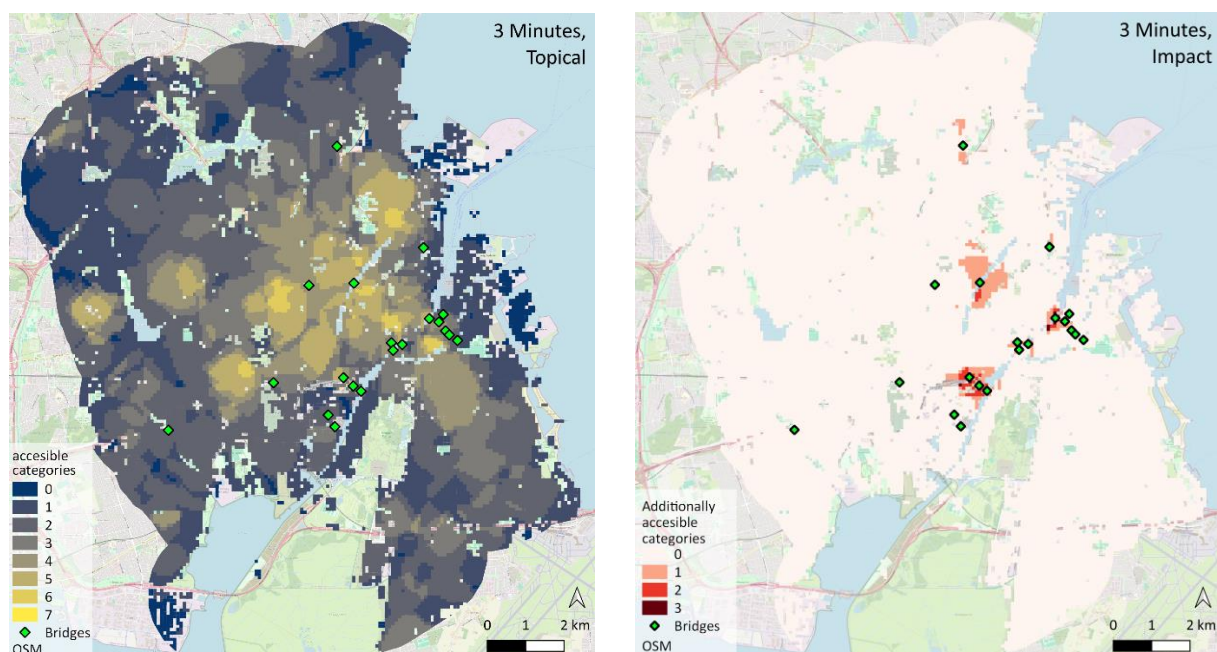 3 Minutes,
Topical
accesible
categories
0
1
2
3
4
5
6
7
Bridges
OSM
0 1 2 km
3 Minutes,
Impact
Additionally
accesible
categories
0
1
2
3
Bridges
OSM
0 1 2 km